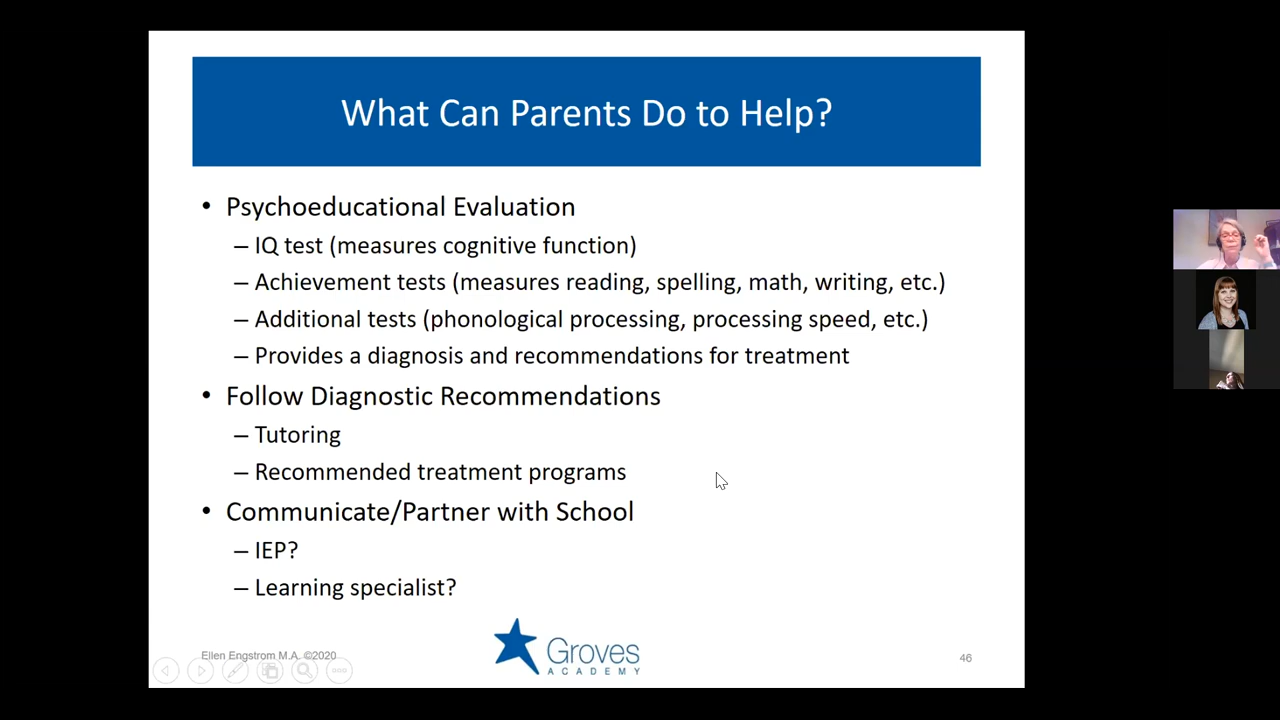 What Can Parents Do to Help?
• Psychoeducational Evaluation
– IQ test (measures cognitive function)
– Achievement tests (measures reading, spelling, math, writing, etc.)
– Additional tests (phonological processing, processing speed, etc.)
– Provides a diagnosis and recommendations for treatment
• Follow Diagnostic Recommendations
– Tutoring
– Recommended treatment programs
• Communicate/Partner with School
– IEP?
– Learning specialist?
Ellen Engstrom M.A. ©2020
Groves
ACADEMY
46